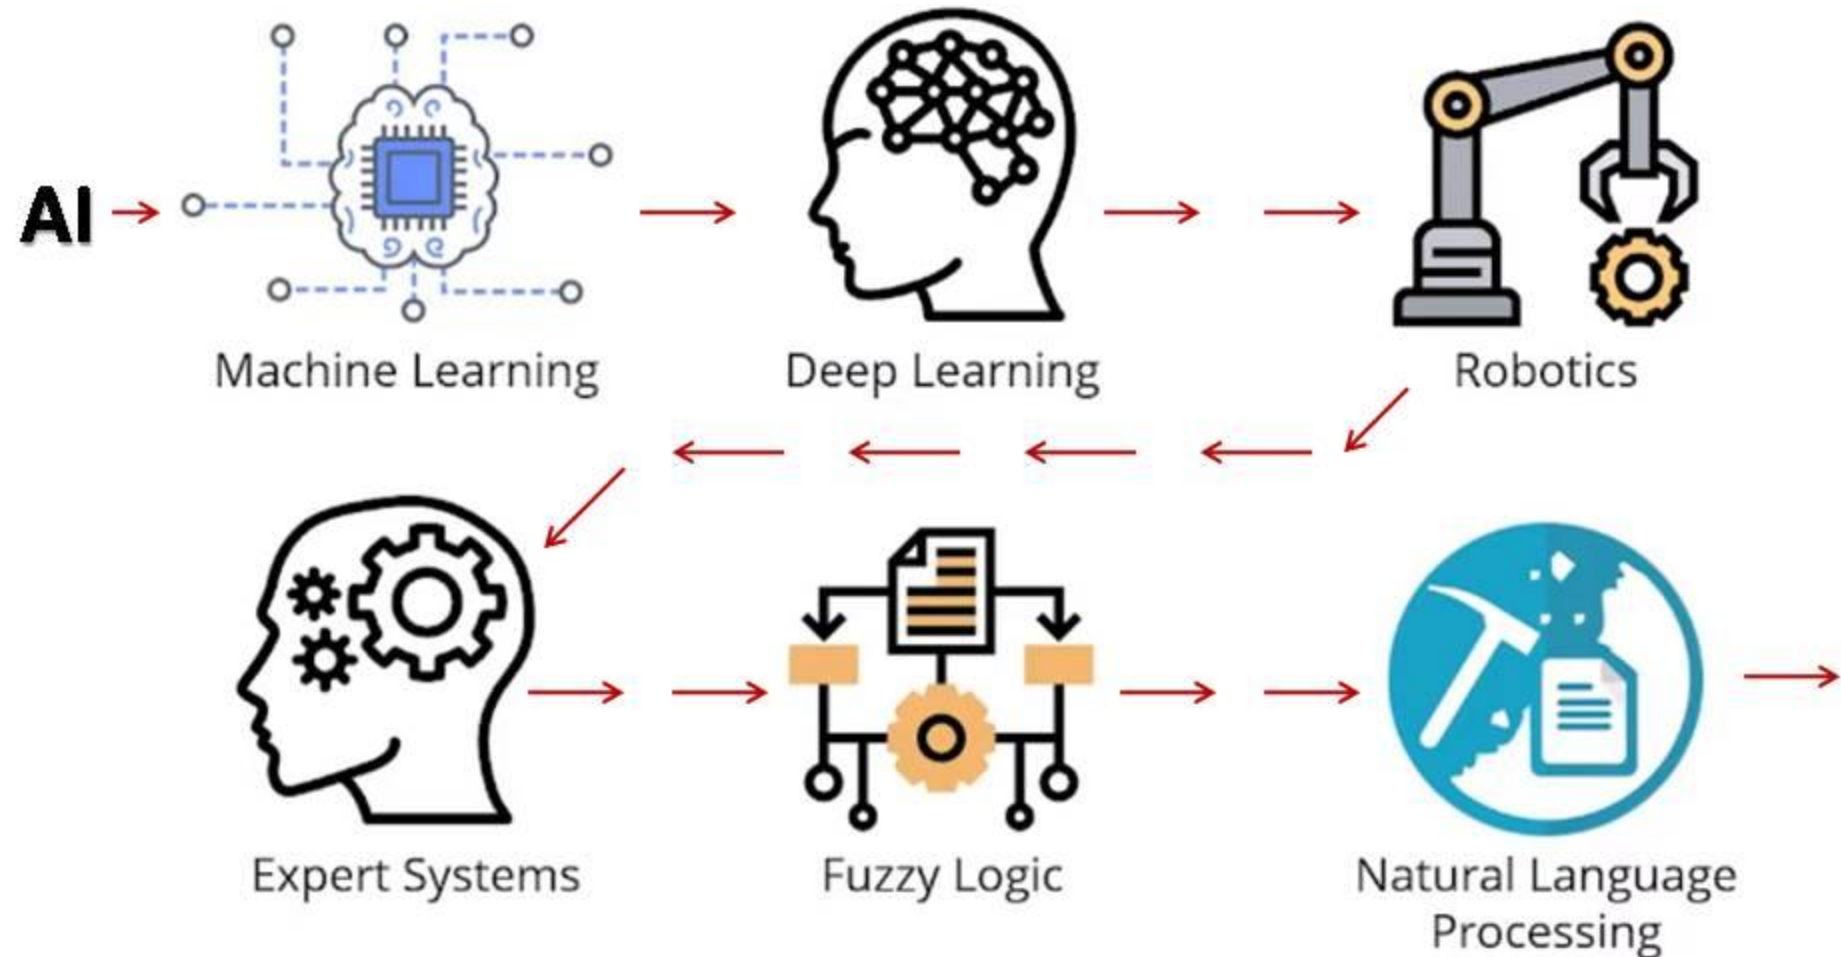 AI
Machine Learning
Deep Learning
Robotics
Expert Systems
Fuzzy Logic
Natural Language
Processing